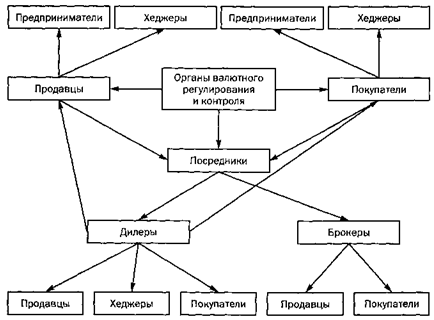 Предприниматели
Хеджеры
Предприниматели
Хеджеры
Органы валютного
регулирования
и контроля
Продавцы
Покупатели
Посредники
Дилеры
Брокеры
Продавцы
Хеджеры
Покупатели
Продавцы
Покупатели